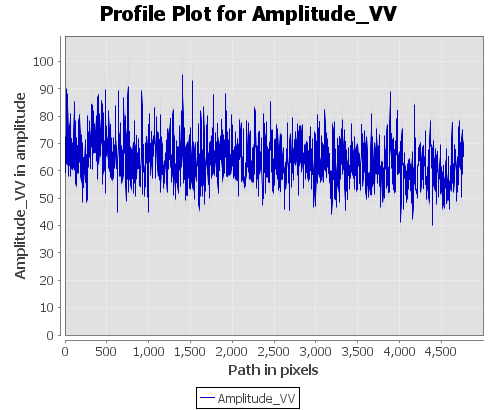 Profile Plot for Amplitude_VV
Amplitude_VV in amplitude
100
90
80
70
60
50
40
30
20
10
0
0 500 1,000 1,500 2,000 2,500 3,000 3,500 4,000 4,500
Path in pixels
Amplitude_VV